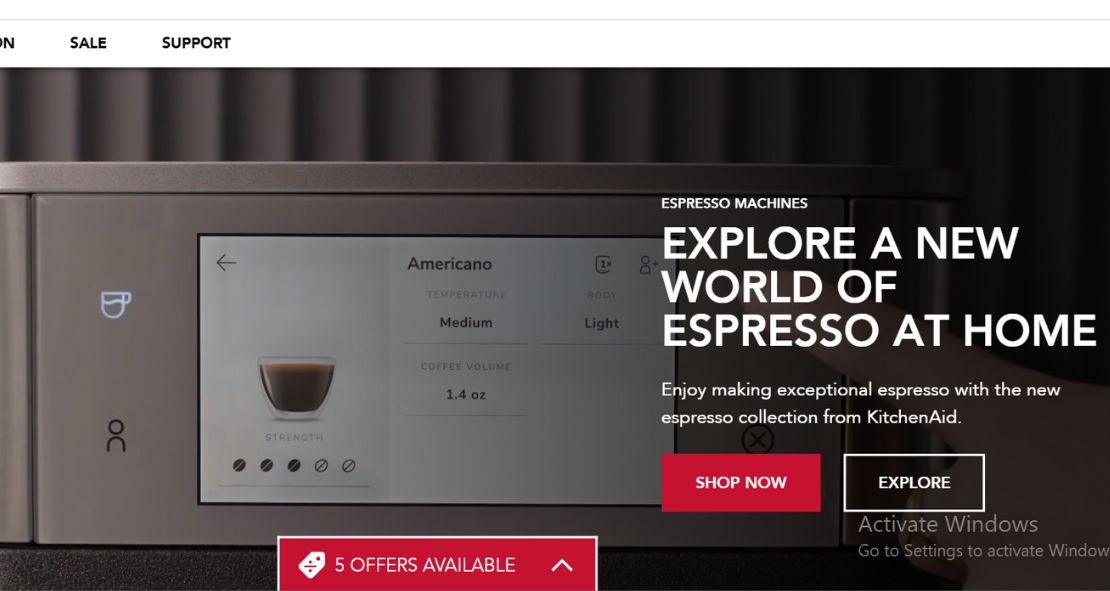 ON SALE SUPPORT
ESPRESSO MACHINES
EXPLORE A NEW
WORLD OF
ESPRESSO AT HOME
Enjoy making exceptional espresso with the new
espresso collection from KitchenAid.
SHOP NOW EXPLORE
Americano
1x
TEMPERATURE BODY
Medium Light
COFFEE VOLUME
1.4 oz
STRENGTH
5 OFFERS AVAILABLE
Activate Windows
Go to Settings to activate Window